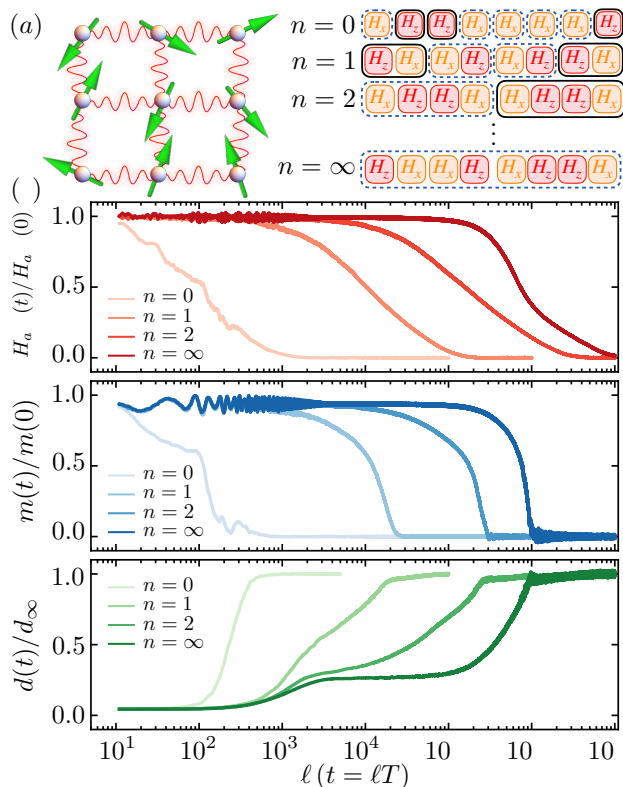 (a)
n = 0 H_x H_z H_z H_x H_x H_x H_x H_z
n = 1 H_z H_x H_x H_z H_x H_z H_z H_x
n = 2 H_x H_z H_z H_x H_x H_z H_z H_x
⋮
n = ∞ H_x H_x H_x H_z H_x H_z H_z H_x
( )
H_a (t)/H_a (0)
1.0
0.5
0.0
n = 0
n = 1
n = 2
n = ∞
m(t)/m(0)
1.0
0.5
0.0
n = 0
n = 1
n = 2
n = ∞
d(t)/d_∞
1.0
0.5
0.0
n = 0
n = 1
n = 2
n = ∞
10^1 10^2 10^3 10^4 10 10 10
ℓ (t = ℓT)